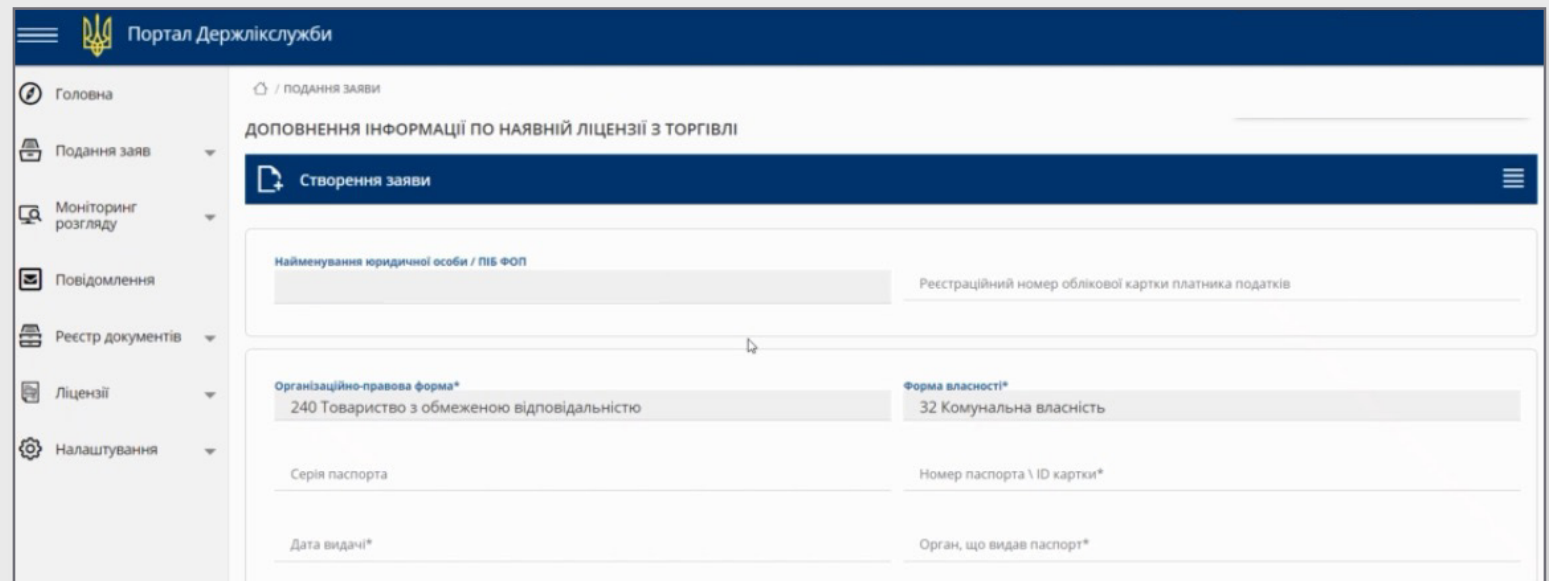 Портал Держлікслужби
Головна
Подання заяв
Моніторинг
розгляду
Повідомлення
Реєстр документів
Ліцензії
Налаштування
/ ПОДАННЯ ЗАЯВИ
ДОПОВНЕННЯ ІНФОРМАЦІЇ ПО НАЯВНІЙ ЛІЦЕНЗІЇ З ТОРГІВЛІ
Створення заяви
Найменування юридичної особи / ПІБ ФОП
Реєстраційний номер облікової картки платника податків
Організаційно-правова форма*
240 Товариство з обмеженою відповідальністю
Форма власності*
32 Комунальна власність
Серія паспорта
Номер паспорта \ ID картки*
Дата видачі*
Орган, що видав паспорт*